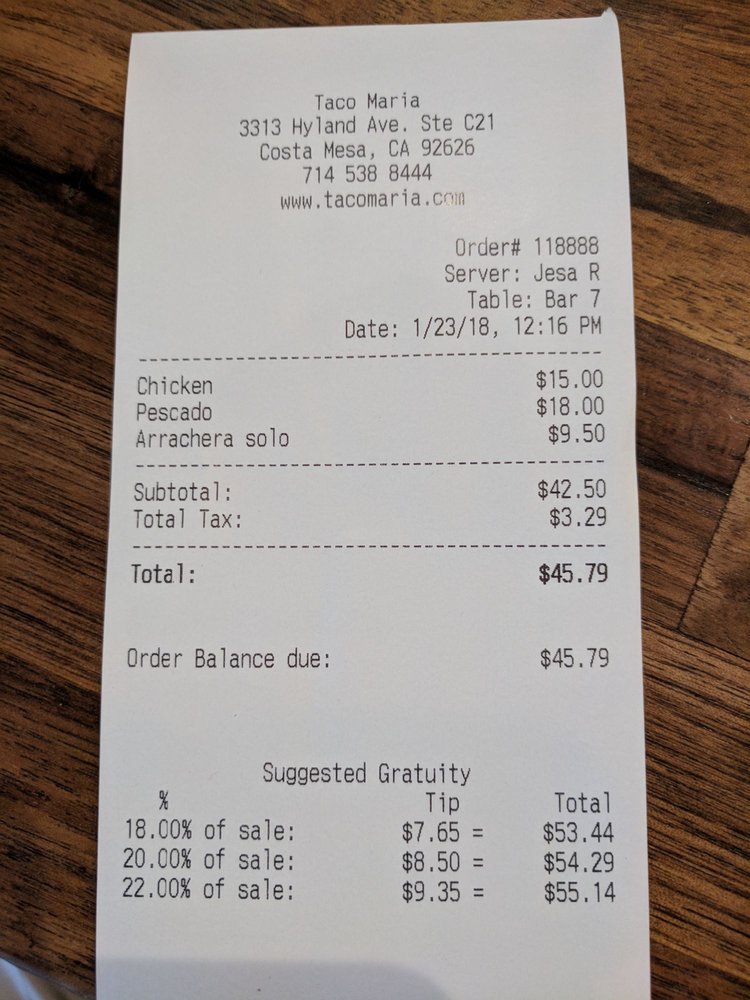 Taco Maria
3313 Hyland Ave. Ste C21
Costa Mesa, CA 92626
714 538 8444
www.tacomaria.com
Order# 118888
Server: Jesa R
Table: Bar 7
Date: 1/23/18, 12:16 PM
Chicken $15.00
Pescado $18.00
Arrachera solo $9.50
Subtotal: $42.50
Total Tax: $3.29
Total: $45.79
Order Balance due: $45.79
Suggested Gratuity
% Tip Total
18.00% of sale: $7.65 = $53.44
20.00% of sale: $8.50 = $54.29
22.00% of sale: $9.35 = $55.14